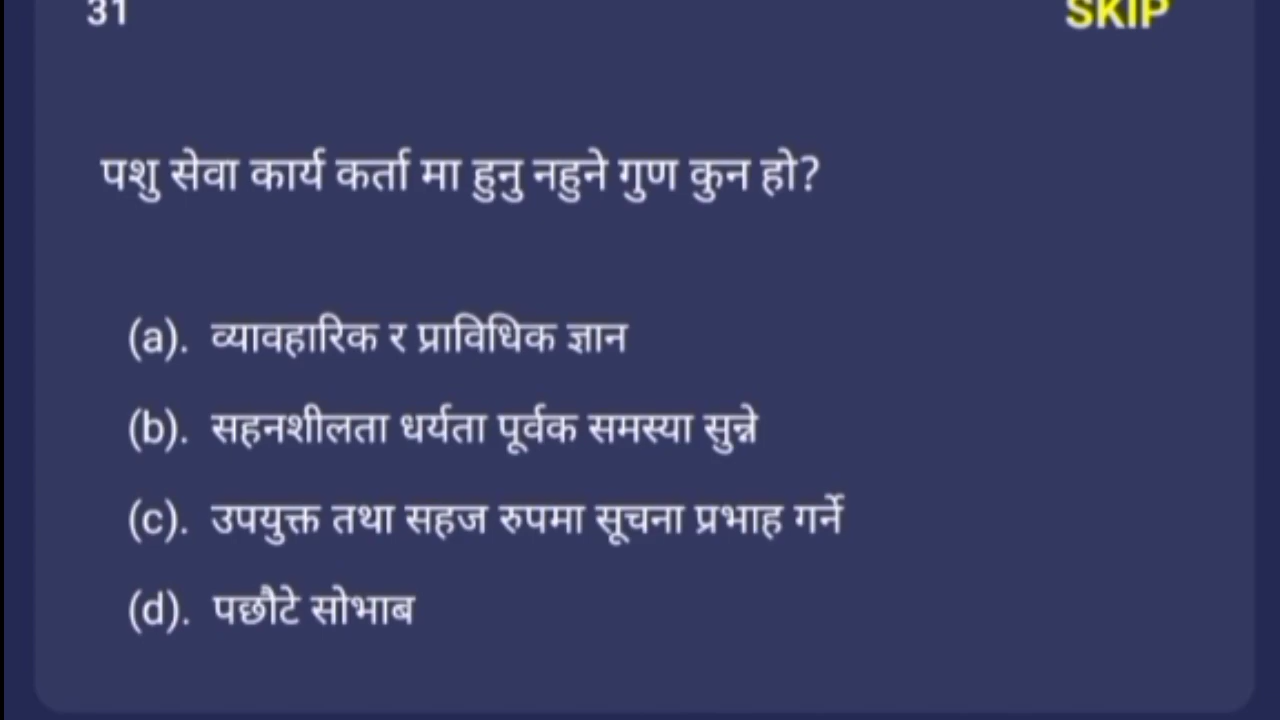 31
SKIP
पशु सेवा कार्य कर्ता मा हुनु नहुने गुण कुन हो?
(a). व्यावहारिक र प्राविधिक ज्ञान
(b). सहनशीलता धर्यता पूर्वक समस्या सुन्ने
(c). उपयुक्त तथा सहज रुपमा सूचना प्रभाह गर्ने
(d). पछौटे सोभाब